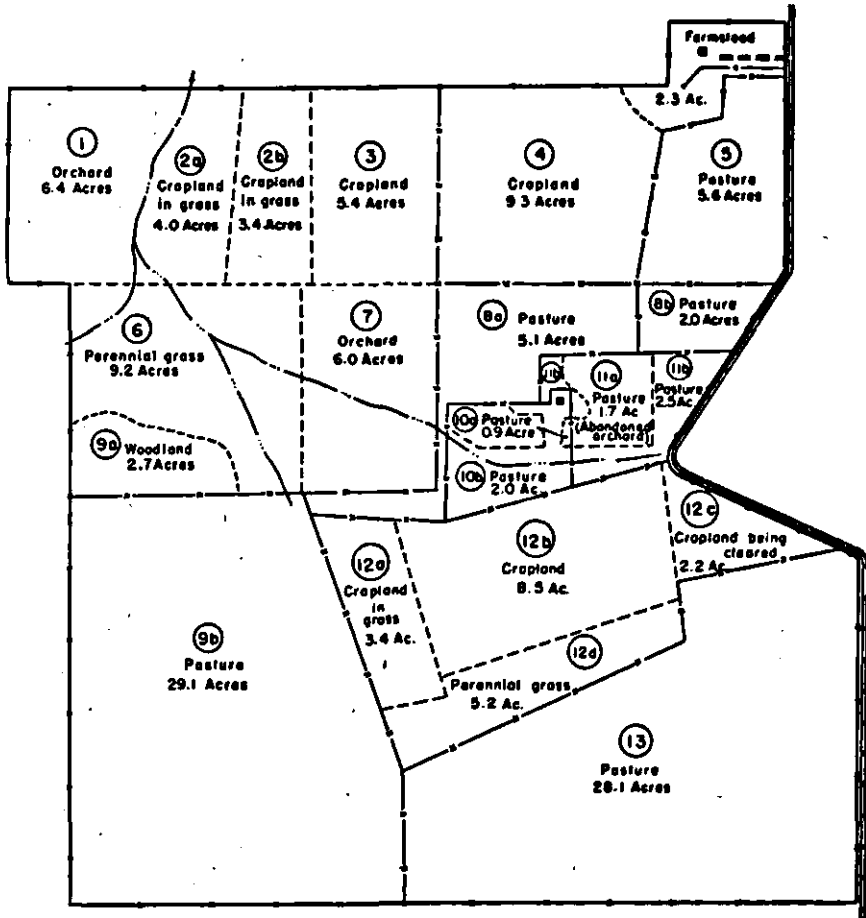 Farmstead
2.3 Ac.
1
Orchard
6.4 Acres
2a
Cropland
in grass
4.0 Acres
2b
Cropland
in grass
3.4 Acres
3
Cropland
5.4 Acres
4
Cropland
9.3 Acres
5
Pasture
5.6 Acres
6
Perennial grass
9.2 Acres
7
Orchard
6.0 Acres
8a
Pasture
5.1 Acres
8b Pasture
2.0 Acres
11b
11a
Pasture
1.7 Ac
(Abandoned
orchard)
11b
Pasture
2.5 Ac.
10a Pasture
0.9 Acre
10b Pasture
2.0 Ac.
9a Woodland
2.7 Acres
12c
Cropland being
cleared
2.2 Ac.
12b
Cropland
8.5 Ac.
12a
Cropland
in
grass
3.4 Ac.
9b
Pasture
29.1 Acres
12d
Perennial grass
5.2 Ac.
13
Pasture
28.1 Acres